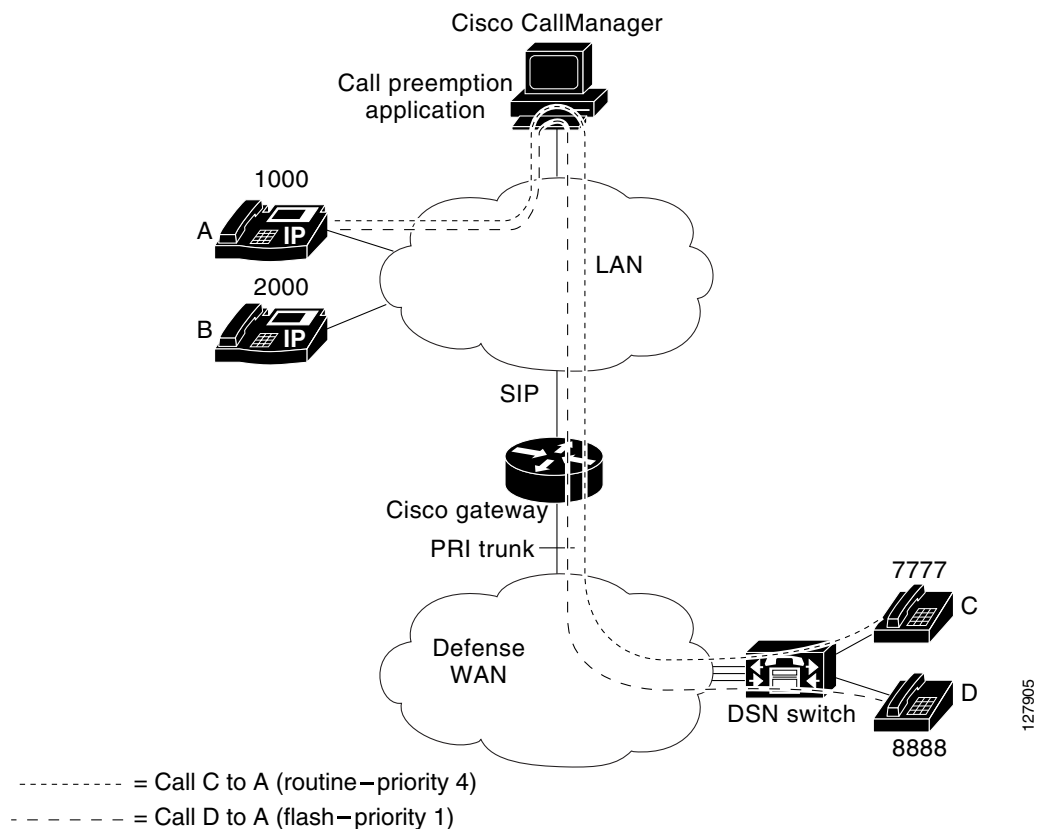 Cisco CallManager
Call preemption
application
1000
A
IP
2000
B
IP
LAN
SIP
Cisco gateway
PRI trunk
7777
C
Defense
WAN
DSN switch
D
8888
127905
= Call C to A (routine–priority 4)
= Call D to A (flash–priority 1)